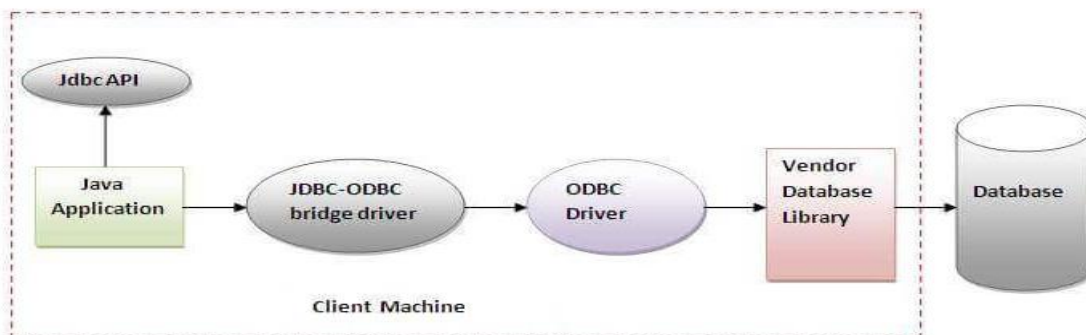 Jdbc API
Java
Application
JDBC-ODBC
bridge driver
ODBC
Driver
Vendor
Database
Library
Database
Client Machine